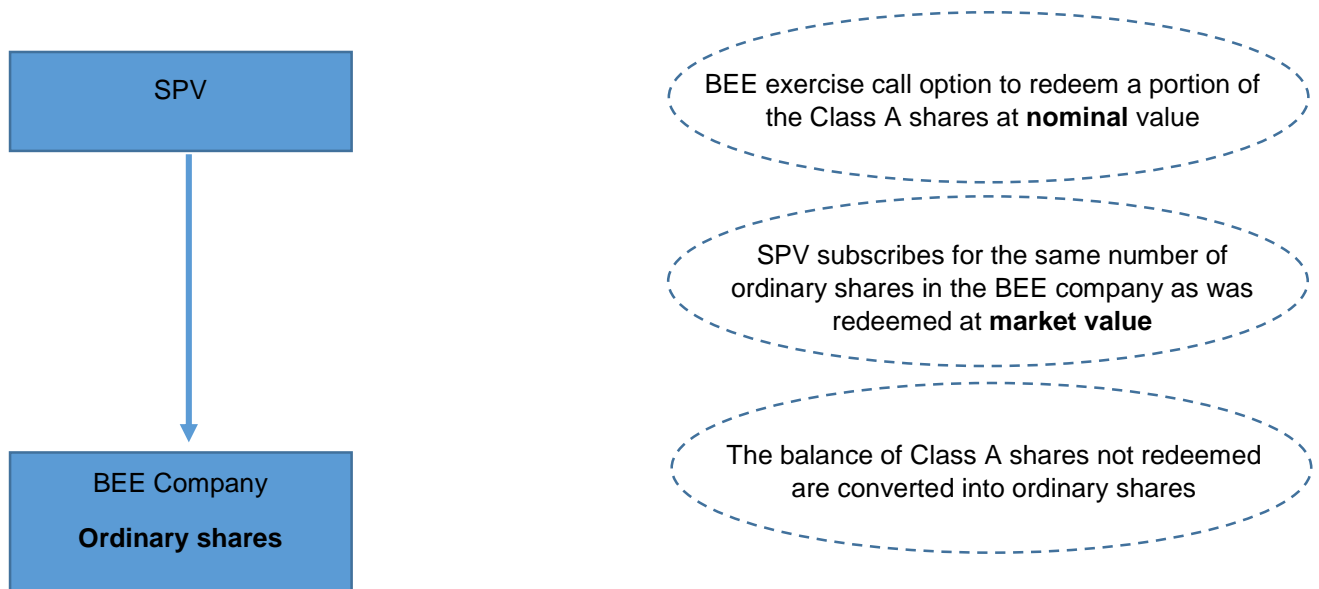 SPV
BEE exercise call option to redeem a portion of
the Class A shares at nominal value
SPV subscribes for the same number of
ordinary shares in the BEE company as was
redeemed at market value
The balance of Class A shares not redeemed
are converted into ordinary shares
BEE Company
Ordinary shares